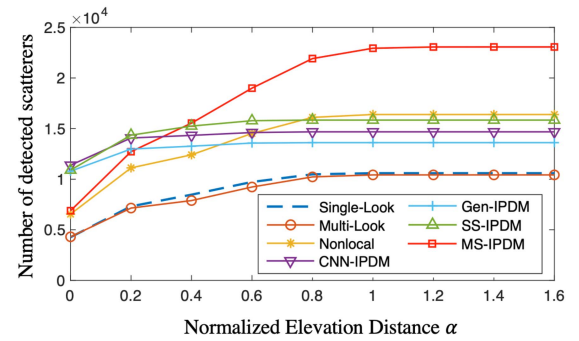 ×10⁴
2.5
2
1.5
1
0.5
0
0 0.2 0.4 0.6 0.8 1 1.2 1.4 1.6
Number of detected scatterers
Normalized Elevation Distance α
Single-Look
Multi-Look
Nonlocal
CNN-IPDM
Gen-IPDM
SS-IPDM
MS-IPDM